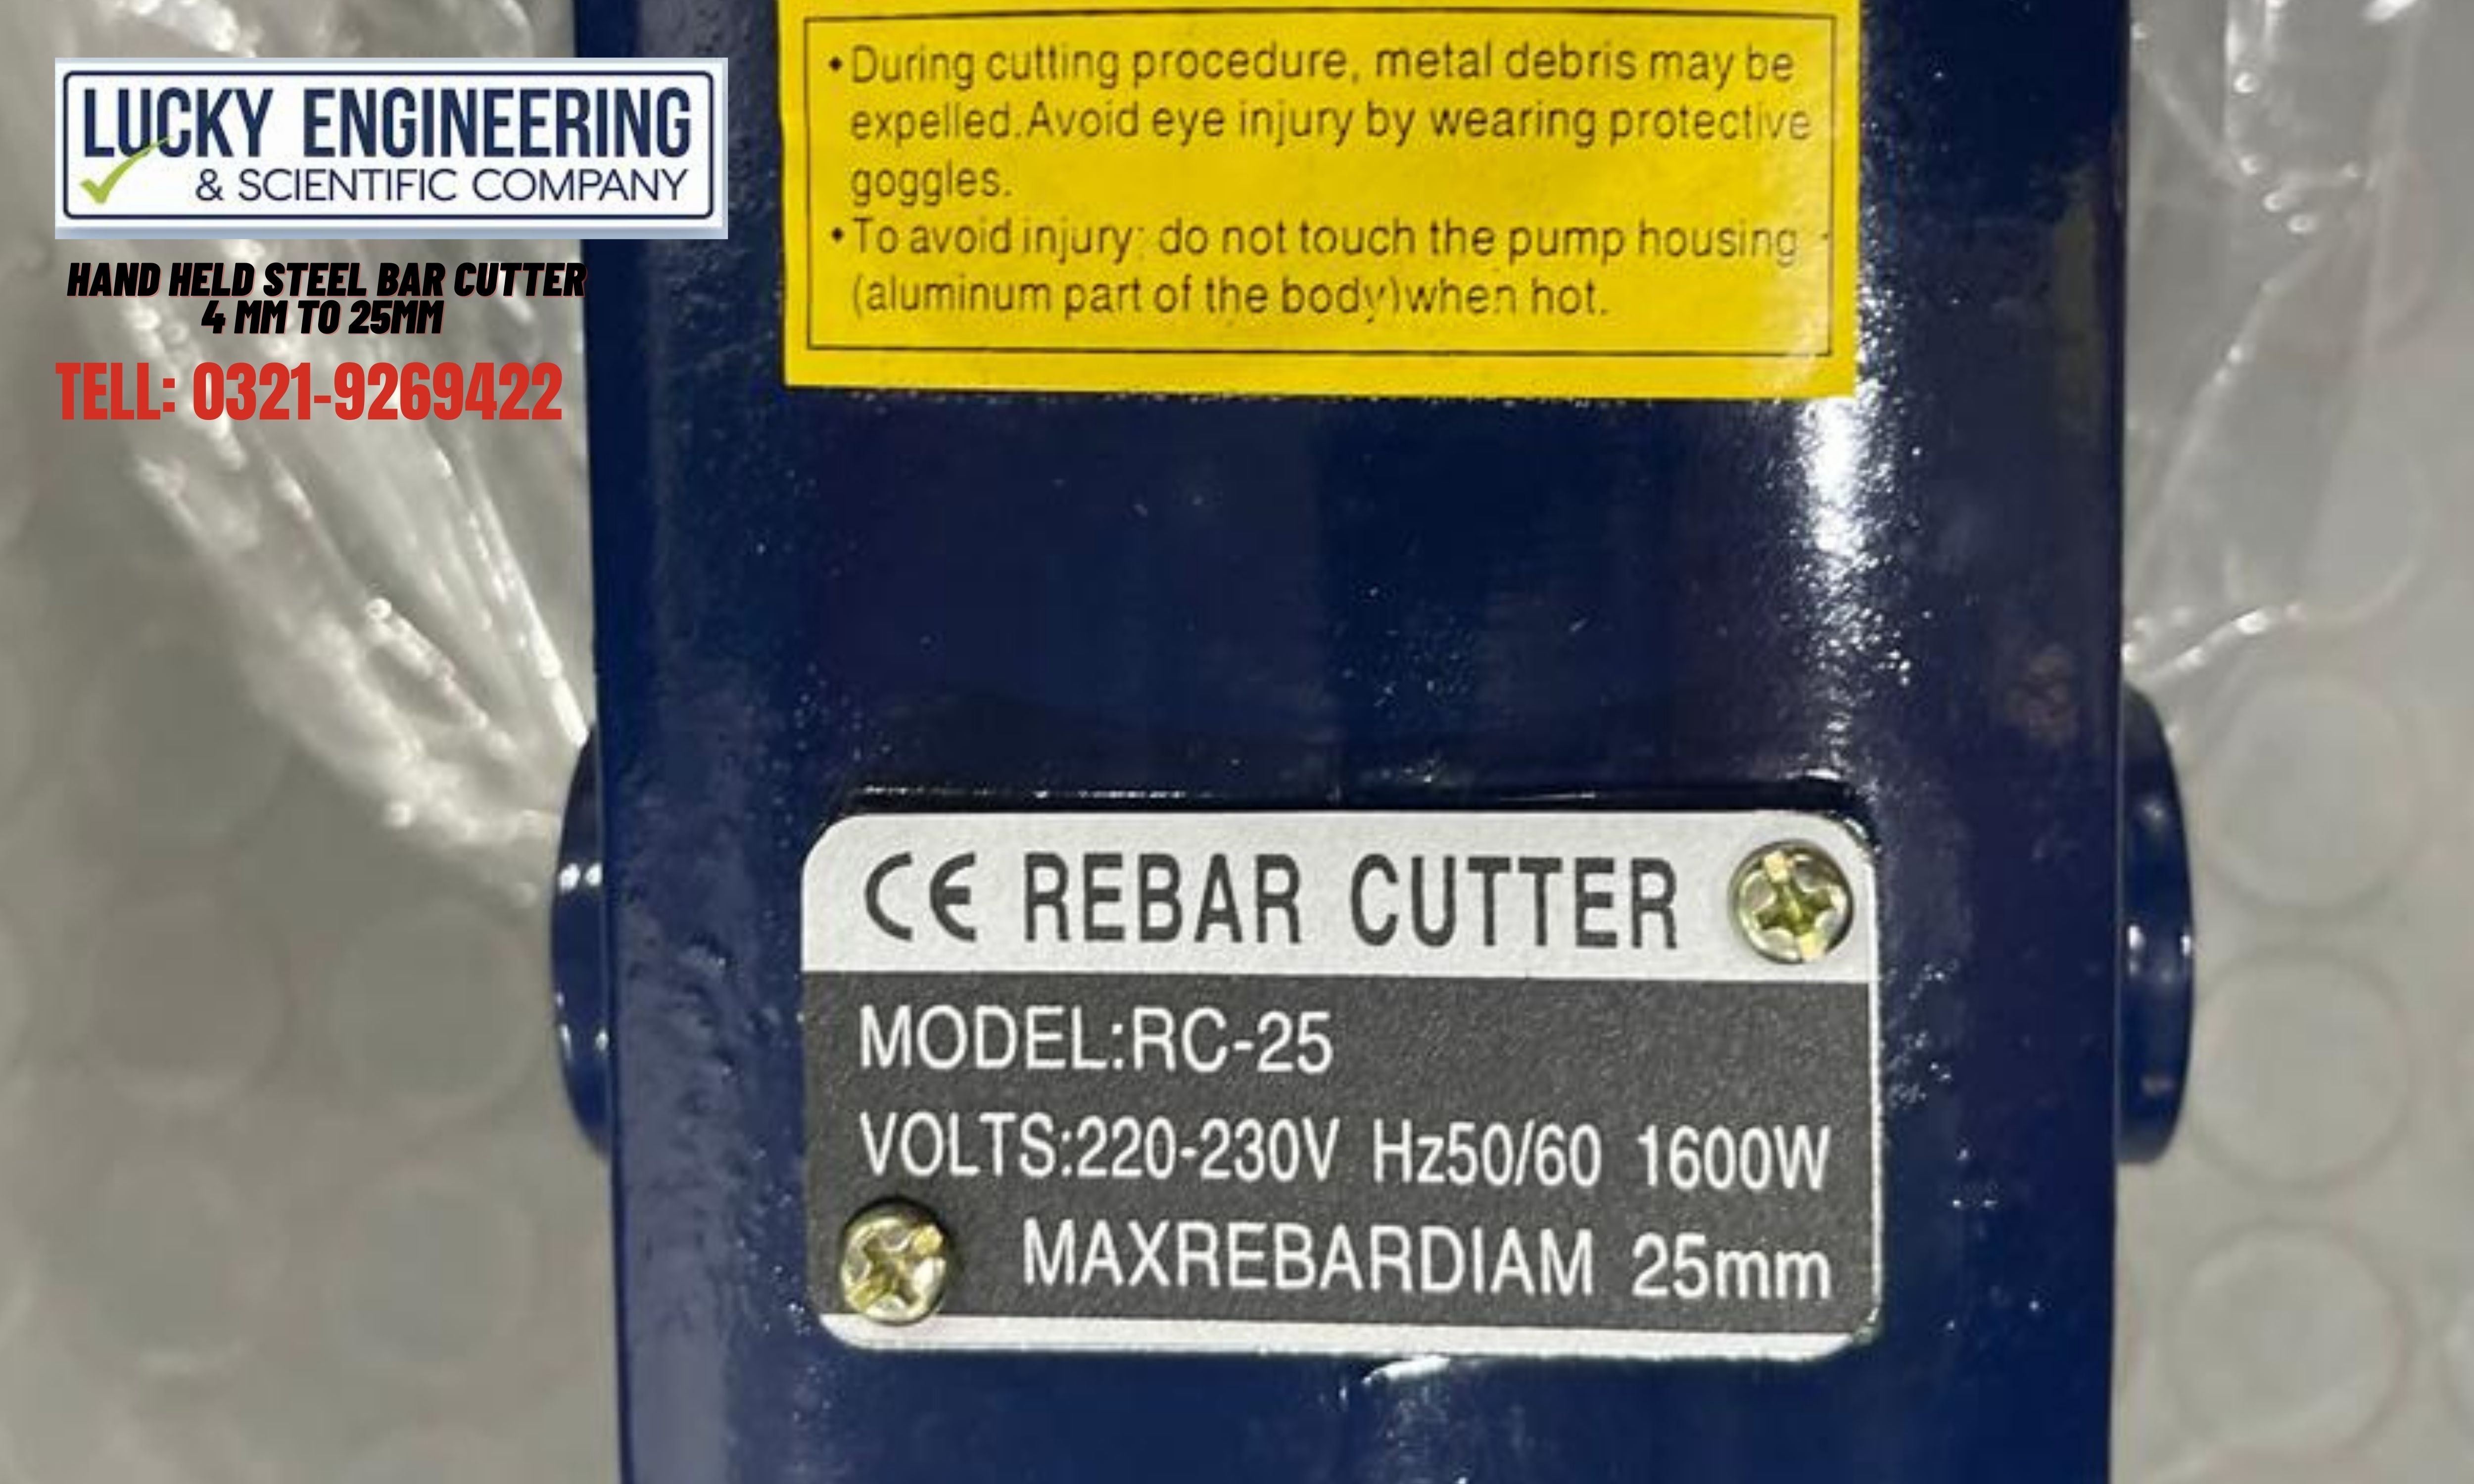 LUCKY ENGINEERING
& SCIENTIFIC COMPANY
HAND HELD STEEL BAR CUTTER
4 MM TO 25MM
TELL: 0321-9269422
•During cutting procedure, metal debris may be
expelled.Avoid eye injury by wearing protective
goggles.
•To avoid injury: do not touch the pump housing
(aluminum part of the body)when hot.
CE REBAR CUTTER
MODEL:RC-25
VOLTS:220-230V Hz50/60 1600W
MAXREBARDIAM 25mm